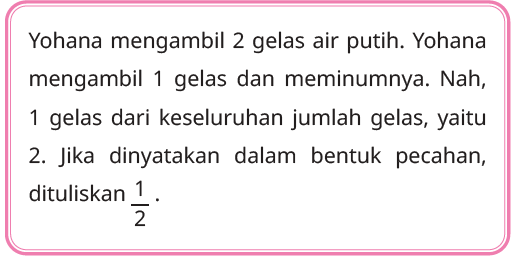 Yohana mengambil 2 gelas air putih. Yohana
mengambil 1 gelas dan meminumnya. Nah,
1 gelas dari keseluruhan jumlah gelas, yaitu
2. Jika dinyatakan dalam bentuk pecahan,
dituliskan 1/2 .